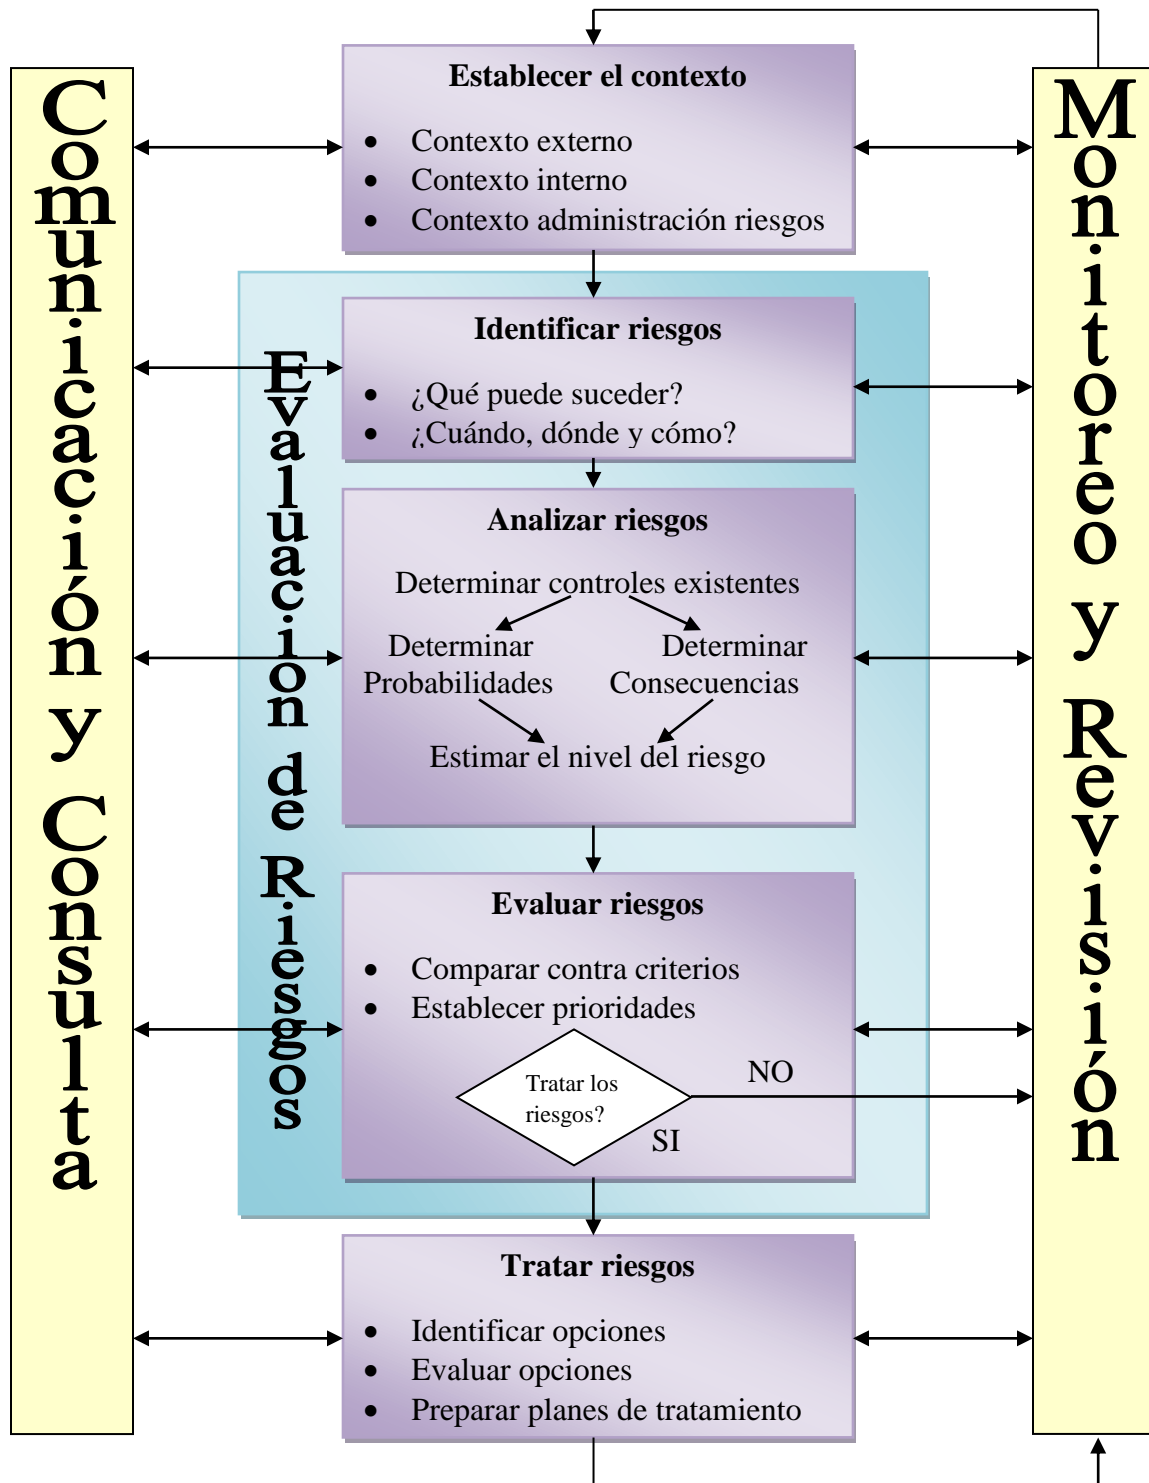 Comunicación y Consulta
Establecer el contexto
• Contexto externo
• Contexto interno
• Contexto administración riesgos
Evaluacion de Riesgos
Identificar riesgos
• ¿Qué puede suceder?
• ¿Cuándo, dónde y cómo?
Analizar riesgos
Determinar controles existentes
Determinar
Probabilidades
Determinar
Consecuencias
Estimar el nivel del riesgo
Evaluar riesgos
• Comparar contra criterios
• Establecer prioridades
Tratar los
riesgos?
NO
SI
Tratar riesgos
• Identificar opciones
• Evaluar opciones
• Preparar planes de tratamiento
Monitoreo y Revisión